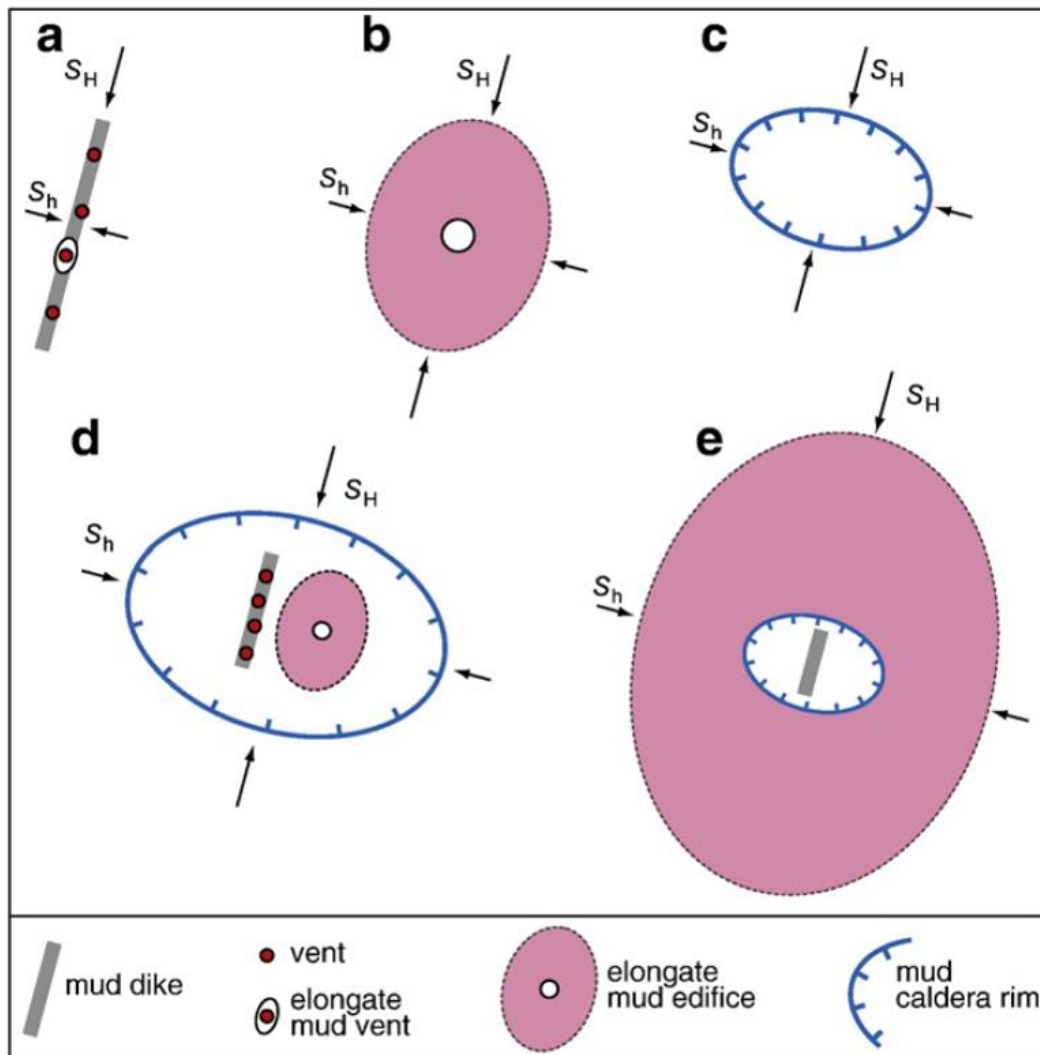 a
S_H
S_h
b
S_H
S_h
c
S_H
S_h
d
S_H
S_h
e
S_H
S_h
mud dike
vent
elongate
mud vent
elongate
mud edifice
mud
caldera rim